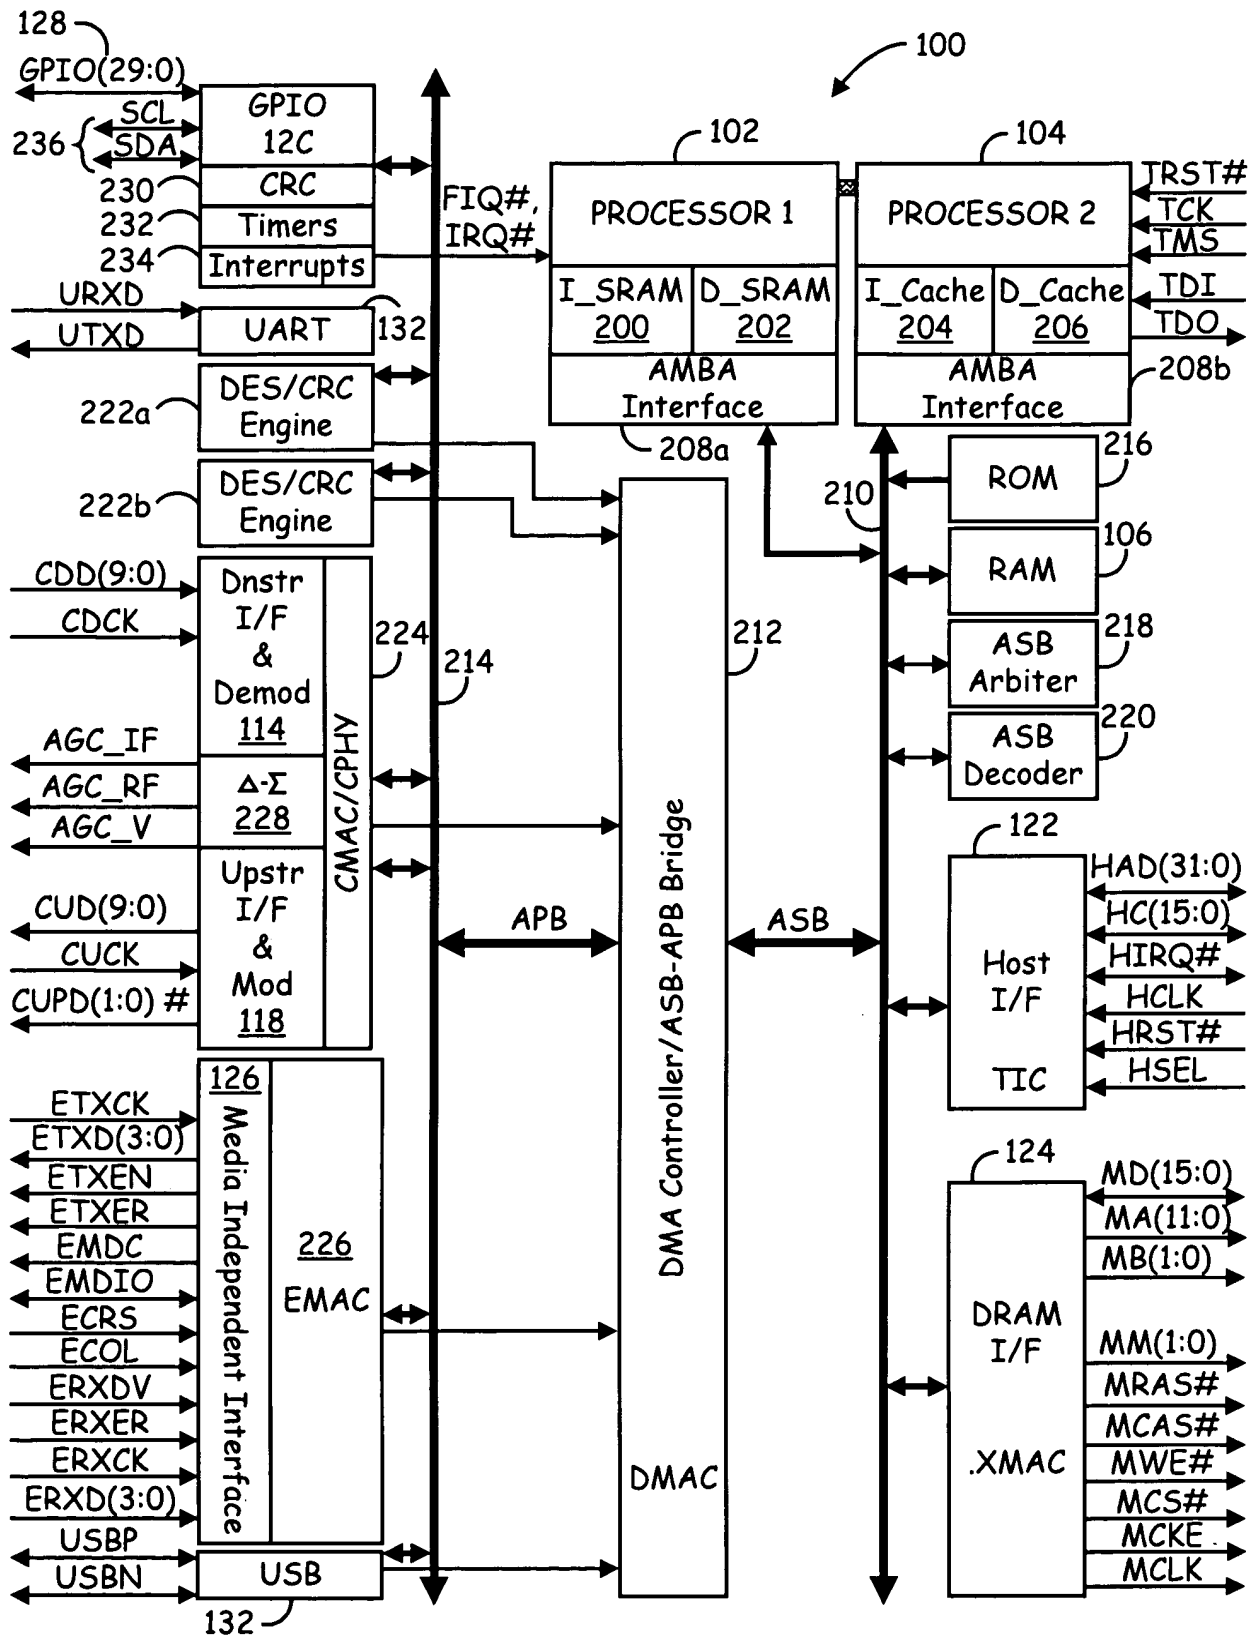 128
GPIO(29:0)
SCL
SDA
236
GPIO
12C
230
CRC
232
Timers
234
Interrupts
FIQ#,
IRQ#
URXD
UTXD
UART
132
222a
DES/CRC
Engine
222b
DES/CRC
Engine
CDD(9:0)
CDCK
Dnstr
I/F
&
Demod
114
224
214
AGC_IF
AGC_RF
AGC_V
Δ-Σ
228
CMAC/CPHY
CUD(9:0)
CUCK
CUPD(1:0) #
Upstr
I/F
&
Mod
118
ETXCK
ETXD(3:0)
ETXEN
ETXER
EMDC
EMDIO
ECRS
ECOL
ERXDV
ERXER
ERXCK
ERXD(3:0)
126
Media Independent Interface
226
EMAC
USBP
USBN
USB
132
100
102
PROCESSOR 1
I_SRAM
200
D_SRAM
202
AMBA
Interface
208a
104
PROCESSOR 2
I_Cache
204
D_Cache
206
AMBA
Interface
208b
TRST#
TCK
TMS
TDI
TDO
212
DMA Controller/ASB-APB Bridge
DMAC
APB
ASB
210
ROM
216
RAM
106
ASB
Arbiter
218
ASB
Decoder
220
122
Host
I/F
TIC
HAD(31:0)
HC(15:0)
HIRQ#
HCLK
HRST#
HSEL
124
DRAM
I/F
.XMAC
MD(15:0)
MA(11:0)
MB(1:0)
MM(1:0)
MRAS#
MCAS#
MWE#
MCS#
MCKE
MCLK